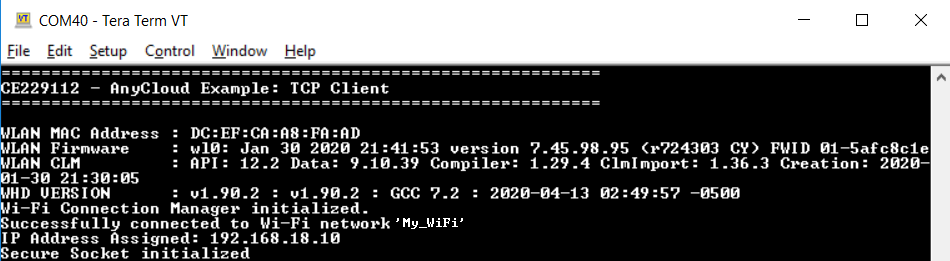 COM40 - Tera Term VT
File Edit Setup Control Window Help
============================================================
CE229112 - AnyCloud Example: TCP Client
============================================================
WLAN MAC Address : DC:EF:CA:A8:FA:AD
WLAN Firmware    : wl0: Jan 30 2020 21:41:53 version 7.45.98.95 (r724303 CY) FWID 01-5afc8c1e
WLAN CLM         : API: 12.2 Data: 9.10.39 Compiler: 1.29.4 ClmImport: 1.36.3 Creation: 2020-
01-30 21:30:05
WHD VERSION      : v1.90.2 : v1.90.2 : GCC 7.2 : 2020-04-13 02:49:57 -0500
Wi-Fi Connection Manager initialized.
Successfully connected to Wi-Fi network 'My_WiFi'
IP Address Assigned: 192.168.18.10
Secure Socket initialized